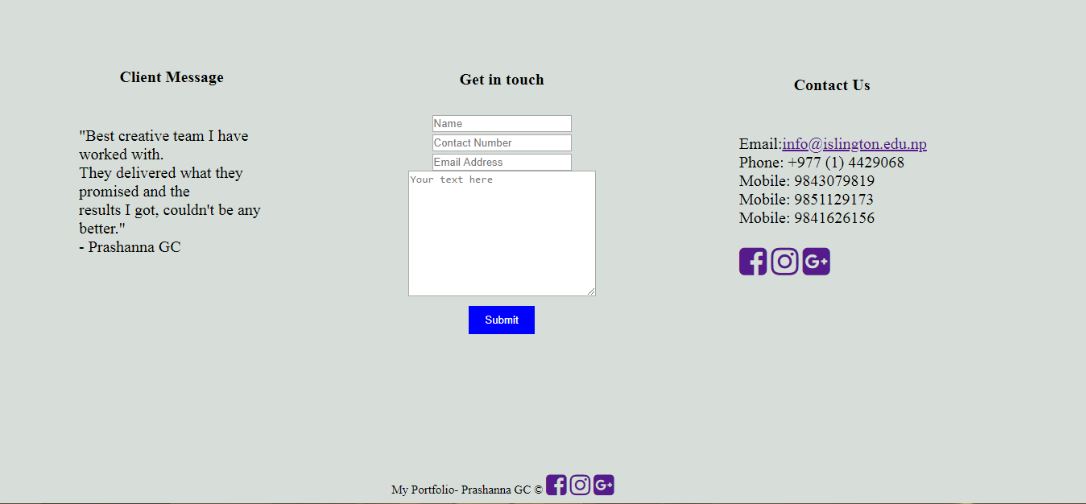 Client Message
"Best creative team I have
worked with.
They delivered what they
promised and the
results I got, couldn't be any
better."
- Prashanna GC
Get in touch
Name
Contact Number
Email Address
Your text here
Submit
Contact Us
Email:info@islington.edu.np
Phone: +977 (1) 4429068
Mobile: 9843079819
Mobile: 9851129173
Mobile: 9841626156
My Portfolio- Prashanna GC ©